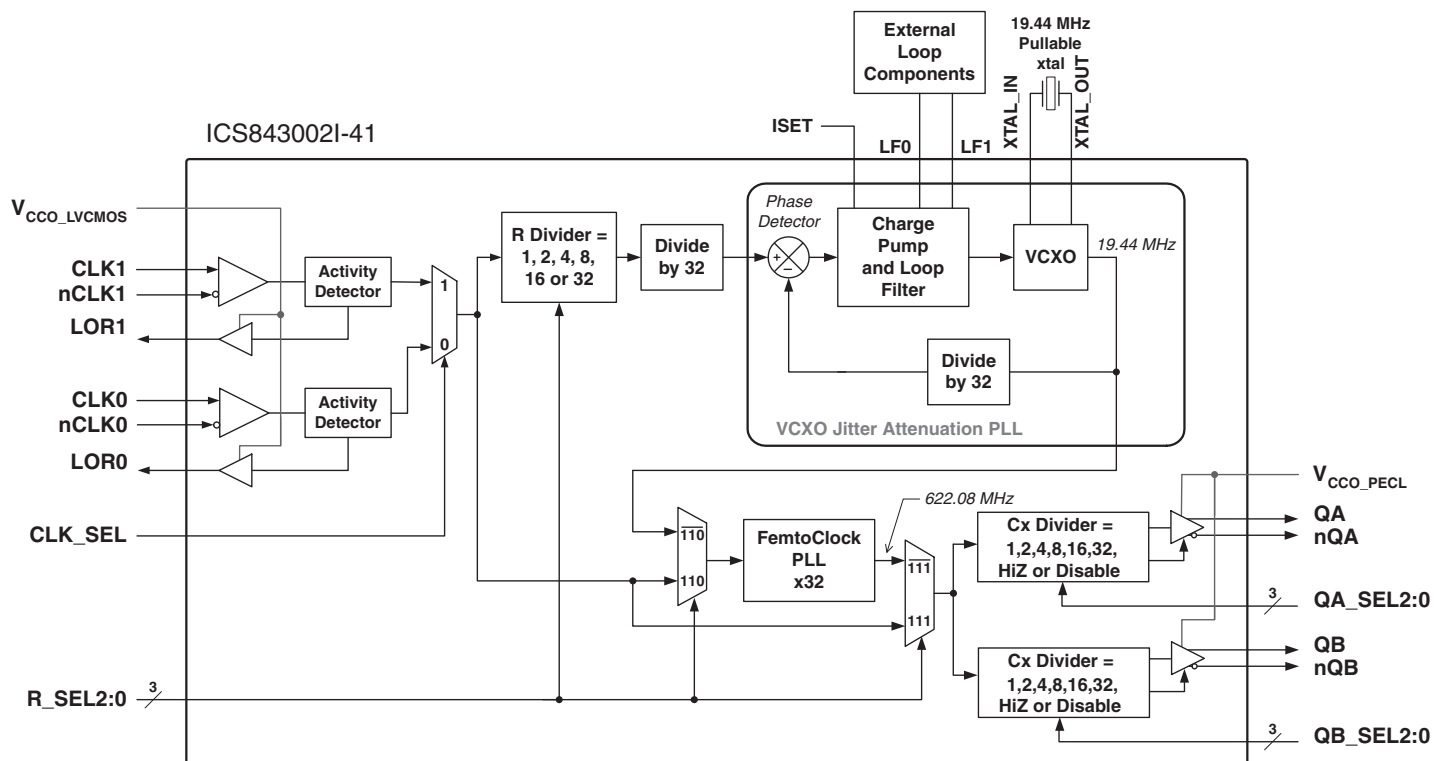 19.44 MHz
Pullable
xtal
External
Loop
Components
XTAL_IN
XTAL_OUT
ICS843002I-41
ISET
LF0
LF1
VCCO_LVCMOS
Phase
Detector
R Divider =
1, 2, 4, 8,
16 or 32
Divide
by 32
+
−
Charge
Pump
and Loop
Filter
VCXO
19.44 MHz
CLK1
nCLK1
Activity
Detector
1
LOR1
0
Divide
by 32
CLK0
nCLK0
Activity
Detector
VCXO Jitter Attenuation PLL
LOR0
VCCO_PECL
622.08 MHz
CLK_SEL
110
110
FemtoClock
PLL
x32
111
111
Cx Divider =
1,2,4,8,16,32,
HiZ or Disable
QA
nQA
3
QA_SEL2:0
Cx Divider =
1,2,4,8,16,32,
HiZ or Disable
QB
nQB
R_SEL2:0
3
3
QB_SEL2:0